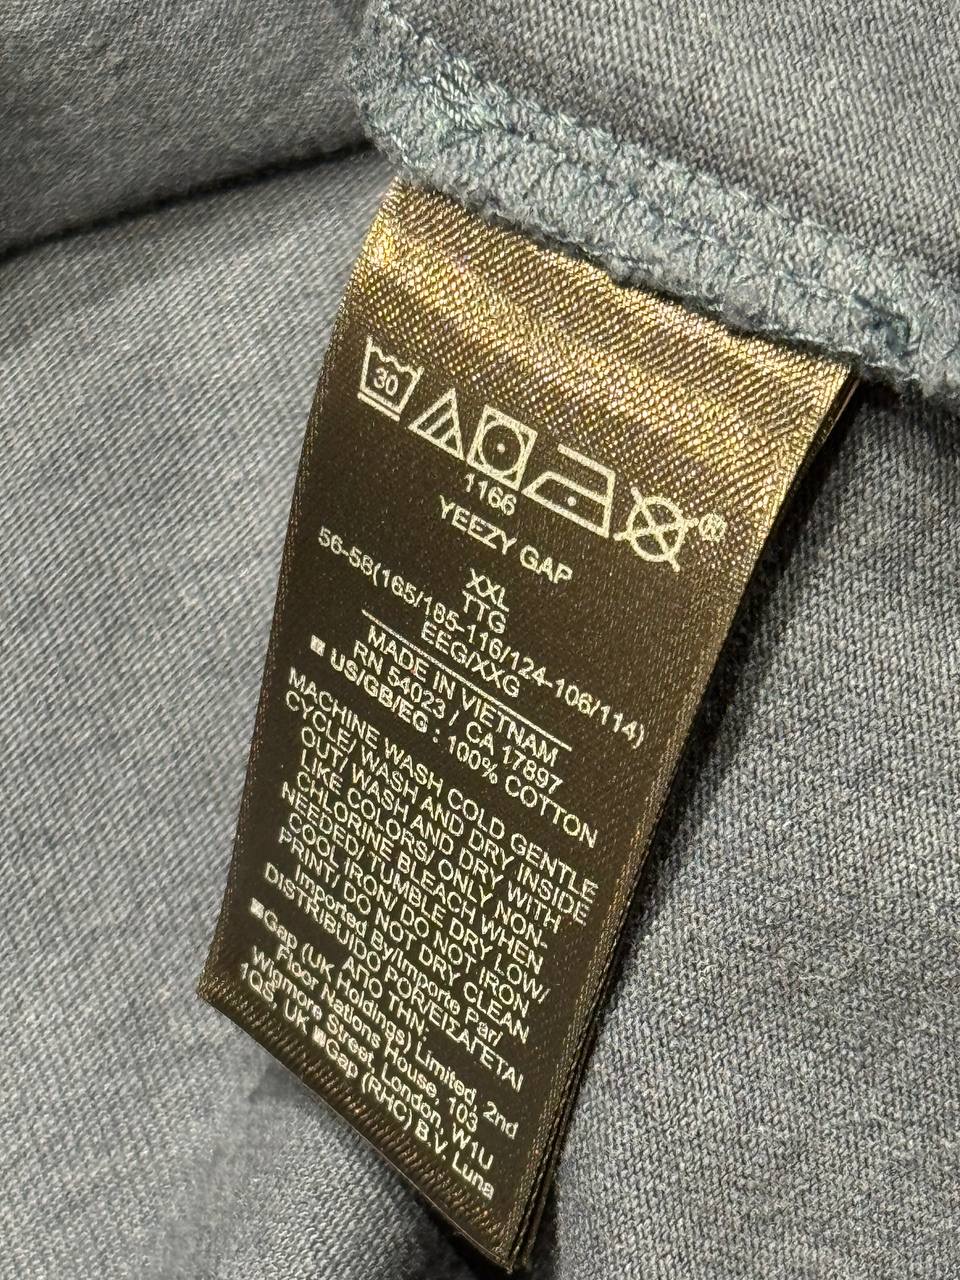 30
1166
®
YEEZY GAP
XXL
TTG
56-58(165/185-116/124-106/114)
EEG/XXG
MADE IN VIETNAM
RN 54023 / CA 17897
US/GB/EG : 100% COTTON
MACHINE WASH COLD GENTLE
CYCLE/ WASH AND DRY INSIDE
OUT/ WASH AND DRY WITH
LIKE COLORS/ ONLY NON-
CHLORINE BLEACH WHEN
NEEDED/ TUMBLE DRY LOW/
COOL IRON/ DO NOT IRON
PRINT/ DO NOT DRY CLEAN
Imported By/Importe Par/
DISTRIBUIDO POR/ΕΙΣΑΓΕΤΑΙ
ΑΠΟ ΤΗΝ:
Gap (UK Holdings) Limited, 2nd
Floor Nations House, 103
Wigmore Street, London, W1U
1QS, UK Gap (RHC) B.V. Luna